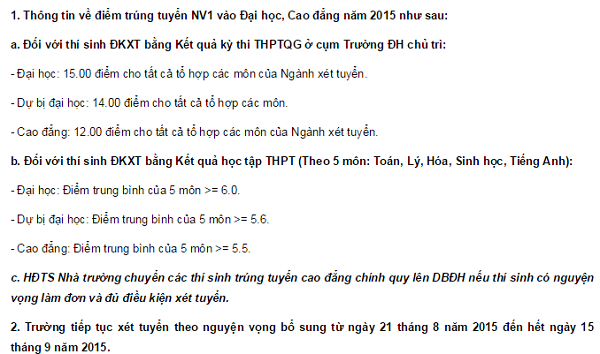 1. Thông tin về điểm trúng tuyển NV1 vào Đại học, Cao đẳng năm 2015 như sau:
a. Đối với thí sinh ĐKXT bằng Kết quả kỳ thi THPTQG ở cụm Trường ĐH chủ trì:
- Đại học: 15.00 điểm cho tất cả tổ hợp các môn của Ngành xét tuyển.
- Dự bị đại học: 14.00 điểm cho tất cả tổ hợp các môn.
- Cao đẳng: 12.00 điểm cho tất cả tổ hợp các môn của Ngành xét tuyển.
b. Đối với thí sinh ĐKXT bằng Kết quả học tập THPT (Theo 5 môn: Toán, Lý, Hóa, Sinh học, Tiếng Anh):
- Đại học: Điểm trung bình của 5 môn >= 6.0.
- Dự bị đại học: Điểm trung bình của 5 môn >= 5.6.
- Cao đẳng: Điểm trung bình của 5 môn >= 5.5.
c. HĐTS Nhà trường chuyển các thí sinh trúng tuyển cao đẳng chính quy lên DBĐH nếu thí sinh có nguyện
vọng làm đơn và đủ điều kiện xét tuyển.
2. Trường tiếp tục xét tuyển theo nguyện vọng bổ sung từ ngày 21 tháng 8 năm 2015 đến hết ngày 15
tháng 9 năm 2015.